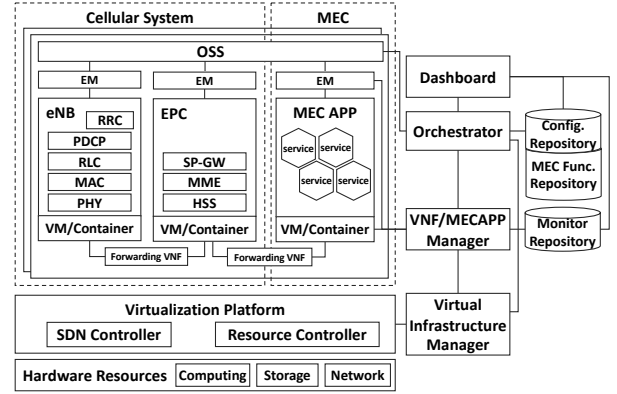 Cellular System
MEC
OSS
EM
EM
EM
eNB
RRC
PDCP
RLC
MAC
PHY
VM/Container
EPC
SP-GW
MME
HSS
VM/Container
MEC APP
service
service
service
service
VM/Container
Forwarding VNF
Forwarding VNF
Dashboard
Orchestrator
Config.
Repository
MEC Func.
Repository
VNF/MECAPP
Manager
Monitor
Repository
Virtual
Infrastructure
Manager
Virtualization Platform
SDN Controller
Resource Controller
Hardware Resources
Computing
Storage
Network